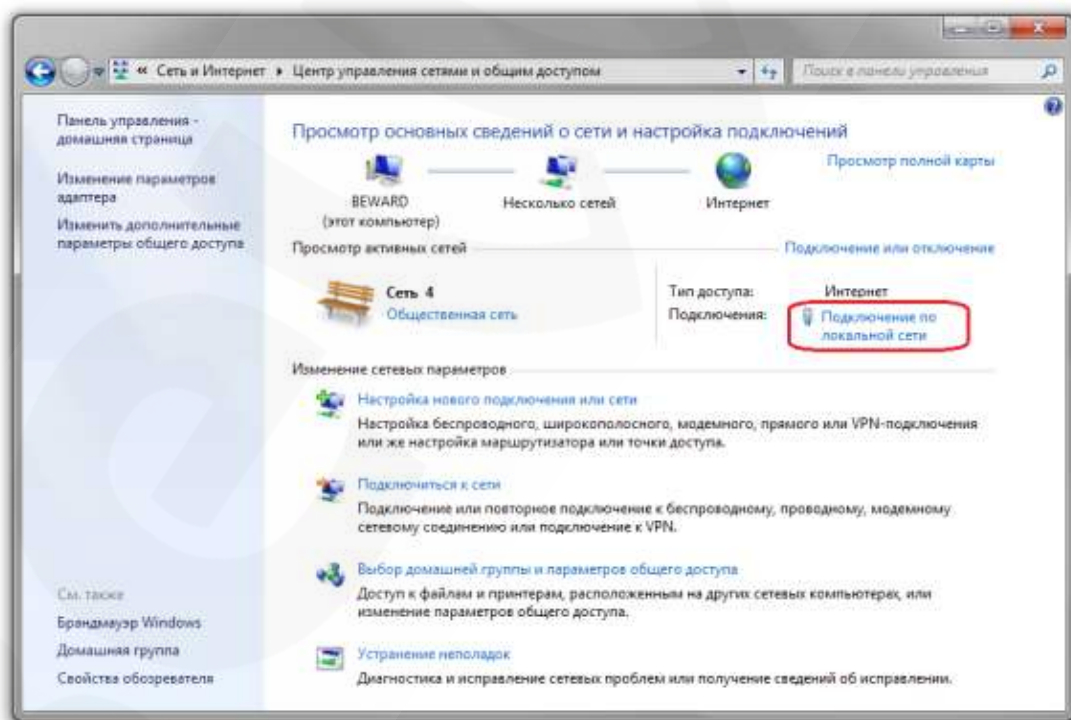 « Сеть и Интернет ▸ Центр управления сетями и общим доступом
Поиск в панели управления
Панель управления -
домашняя страница
Изменение параметров
адаптера
Изменить дополнительные
параметры общего доступа
См. также
Брандмауэр Windows
Домашняя группа
Свойства обозревателя
Просмотр основных сведений о сети и настройка подключений
Просмотр полной карты
BEWARD
(этот компьютер)
Несколько сетей
Интернет
Просмотр активных сетей
Подключение или отключение
Сеть 4
Общественная сеть
Тип доступа: Интернет
Подключения: Подключение по
локальной сети
Изменение сетевых параметров
Настройка нового подключения или сети
Настройка беспроводного, широкополосного, модемного, прямого или VPN-подключения
или же настройка маршрутизатора или точки доступа.
Подключиться к сети
Подключение или повторное подключение к беспроводному, проводному, модемному
сетевому соединению или подключение к VPN.
Выбор домашней группы и параметров общего доступа
Доступ к файлам и принтерам, расположенным на других сетевых компьютерах, или
изменение параметров общего доступа.
Устранение неполадок
Диагностика и исправление сетевых проблем или получение сведений об исправлении.